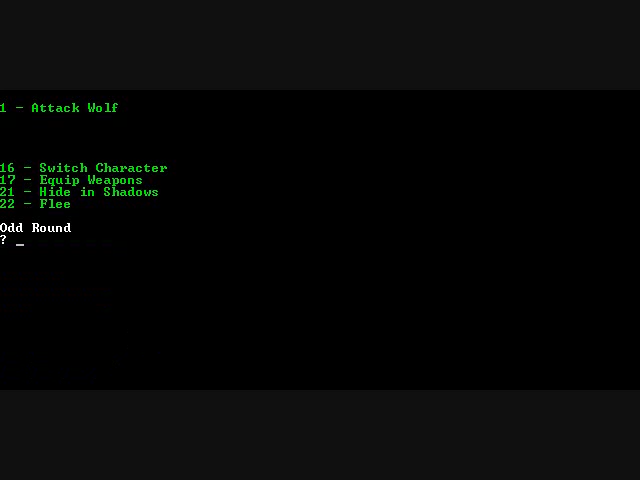 1 - Attack Wolf
16 - Switch Character
17 - Equip Weapons
21 - Hide in Shadows
22 - Flee
Odd Round
? _